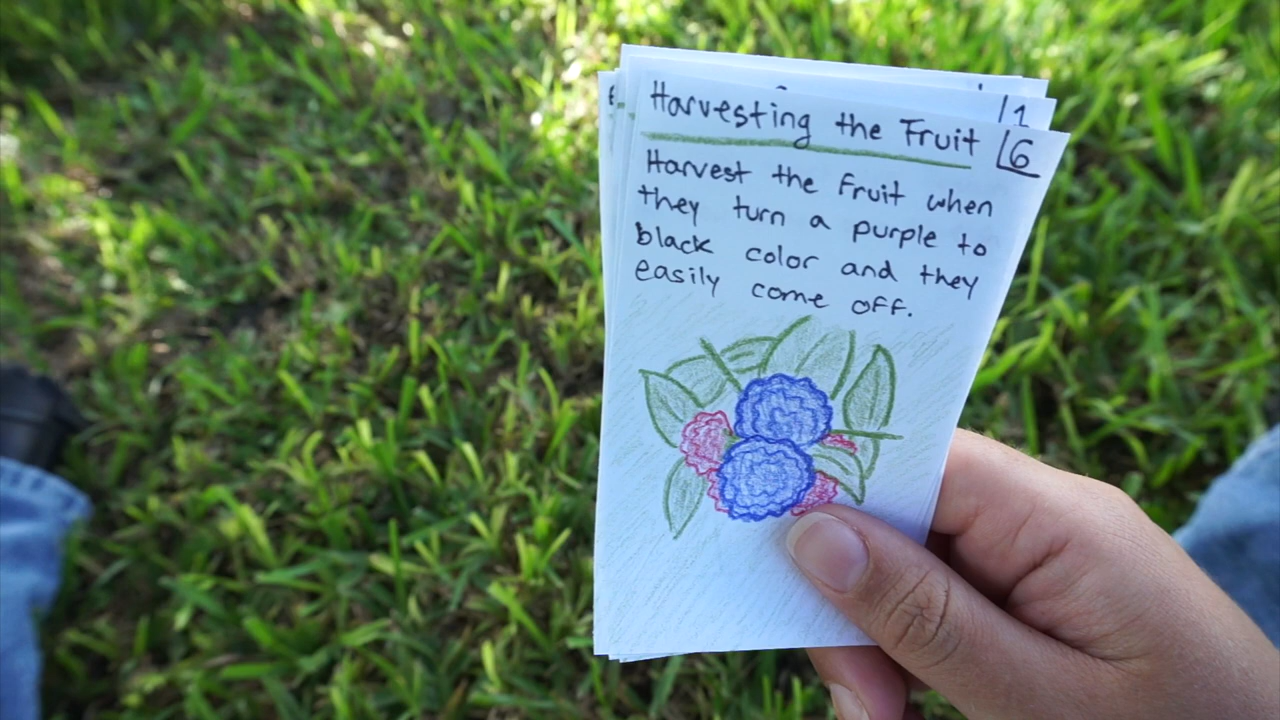 Harvesting the Fruit 6
Harvest the fruit when
they turn a purple to
black color and they
easily come off.
1